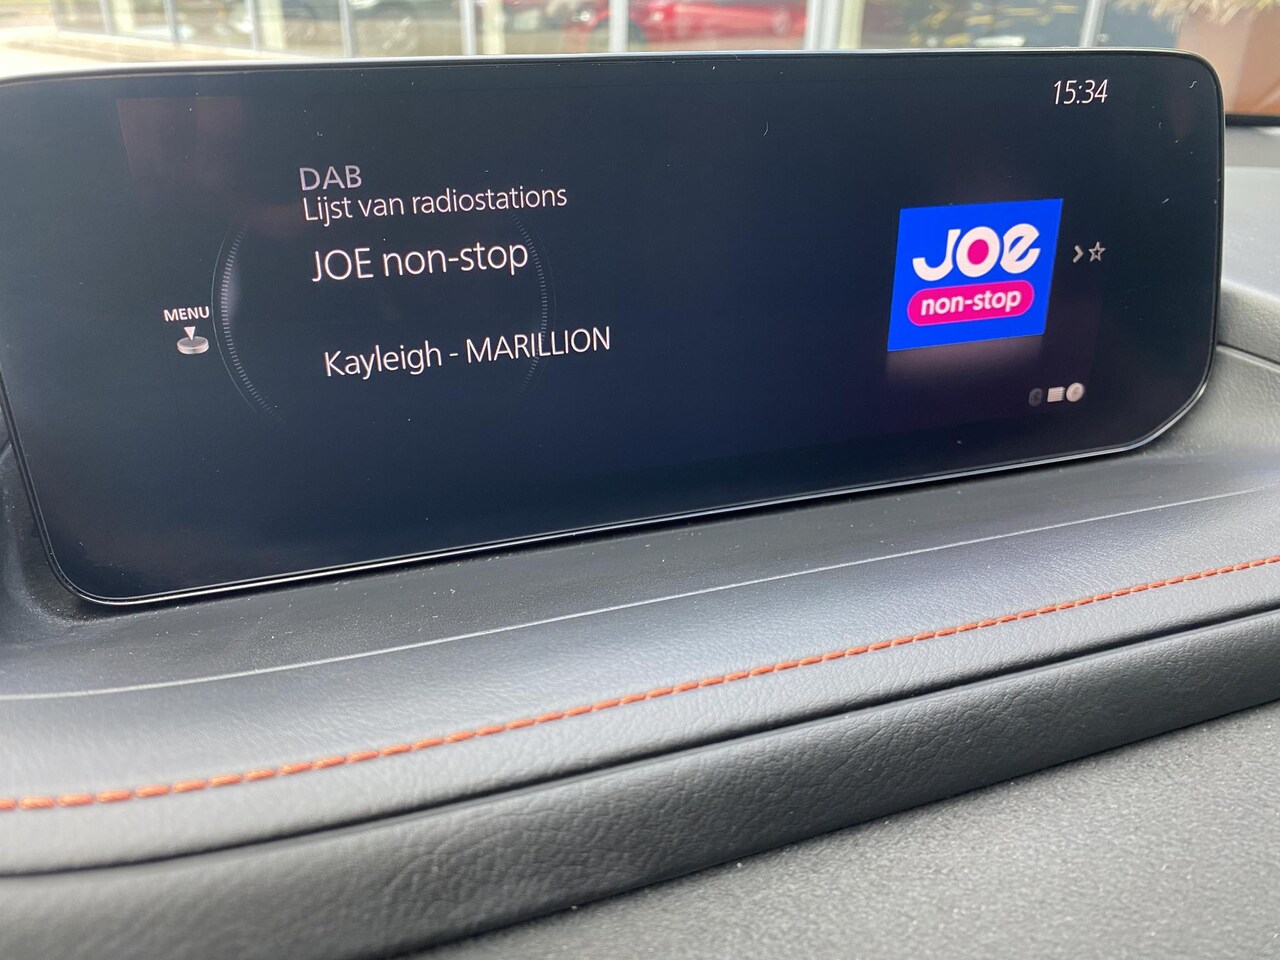 15:34
DAB
Lijst van radiostations
JOE non-stop
MENU
Kayleigh - MARILLION
JOe
non-stop